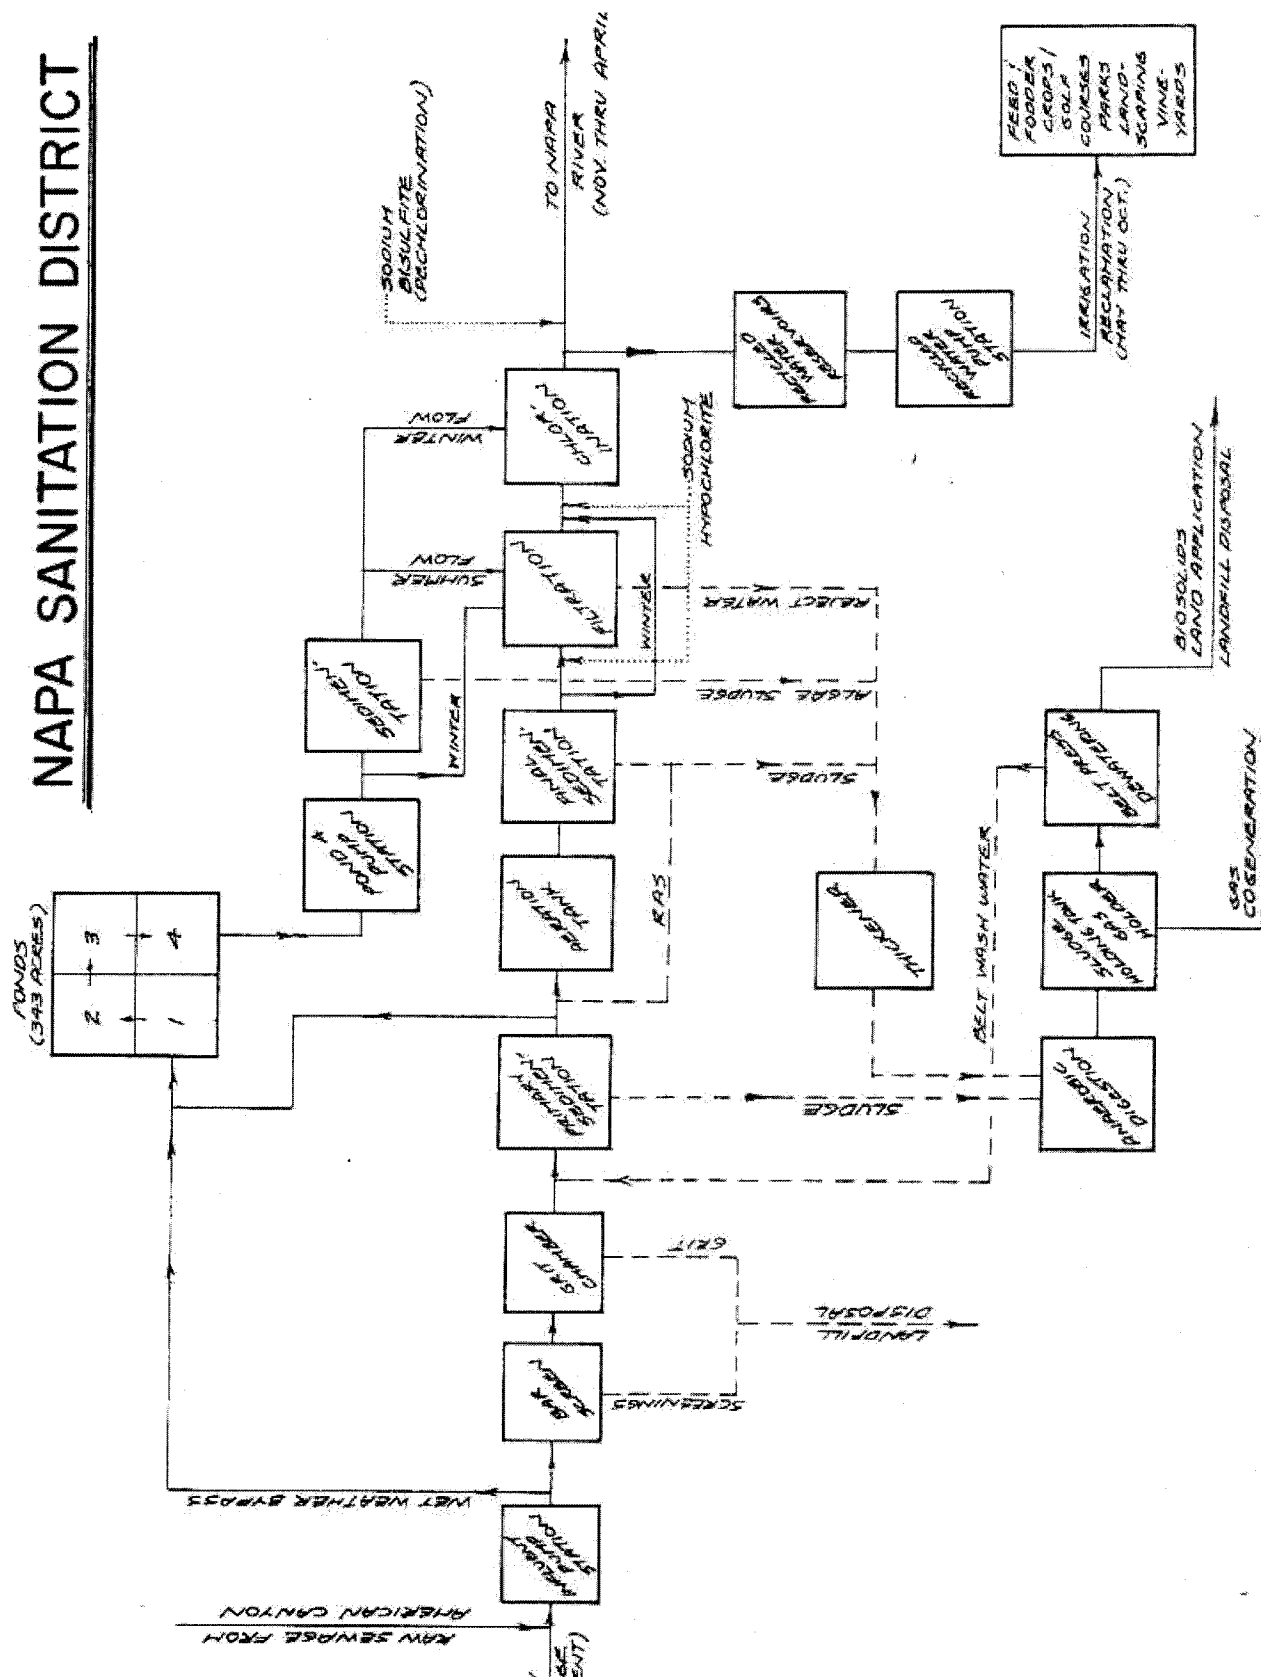 NAPA SANITATION DISTRICT
PONDS
(343 ACRES)
2
3
1
4
POND 4
PUMP
STATION
SEDIMEN-
TATION
WINTER
SUMMER
FLOW
WINTER
FLOW
SODIUM
BISULFITE
(DECHLORINATION)
TO NAPA
RIVER
(NOV. THRU APRIL
RAW SEWAGE FROM
AMERICAN CANYON
INFLUENT
PUMP
STATION
WET WEATHER BYPASS
BAR
SCREEN
GRIT
CHAMBER
PRIMARY
SEDIMEN-
TATION
AERATION
TANK
FINAL
SEDIMEN-
TATION
FILTRATION
CHLOR-
INATION
WINTER
SODIUM
HYPOCHLORITE
SCREENINGS
GRIT
LANDFILL
DISPOSAL
SLUDGE
RAS
SLUDGE
ALGAE SLUDGE
REJECT WATER
THICKENER
BELT WASH WATER
RECYCLED
WATER
RESERVOIRS
RECYCLED
WATER
PUMP
STATION
IRRIGATION
RECLAMATION
(MAY THRU OCT.)
FEED /
FODDER
CROPS /
GOLF
COURSES
PARKS
LAND-
SCAPING
VINE-
YARDS
ANAEROBIC
DIGESTION
SLUDGE
HOLDING TANK
GAS
HOLDER
BELT PRESS
DEWATERING
GAS
COGENERATION
BIOSOLIDS
LAND APPLICATION
LANDFILL DISPOSAL